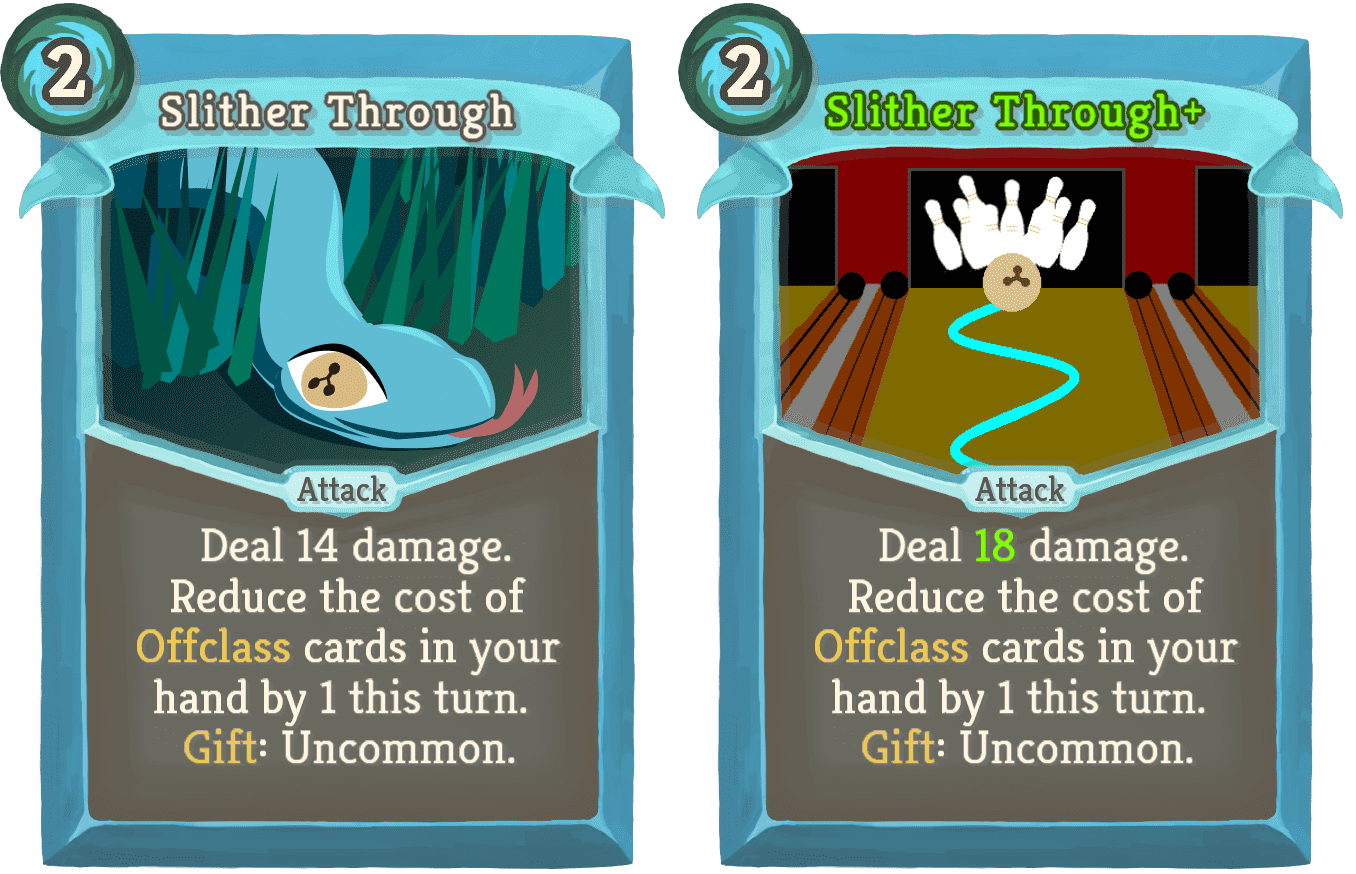 2
Slither Through
Attack
Deal 14 damage.
Reduce the cost of
Offclass cards in your
hand by 1 this turn.
Gift: Uncommon.
2
Slither Through+
Attack
Deal 18 damage.
Reduce the cost of
Offclass cards in your
hand by 1 this turn.
Gift: Uncommon.